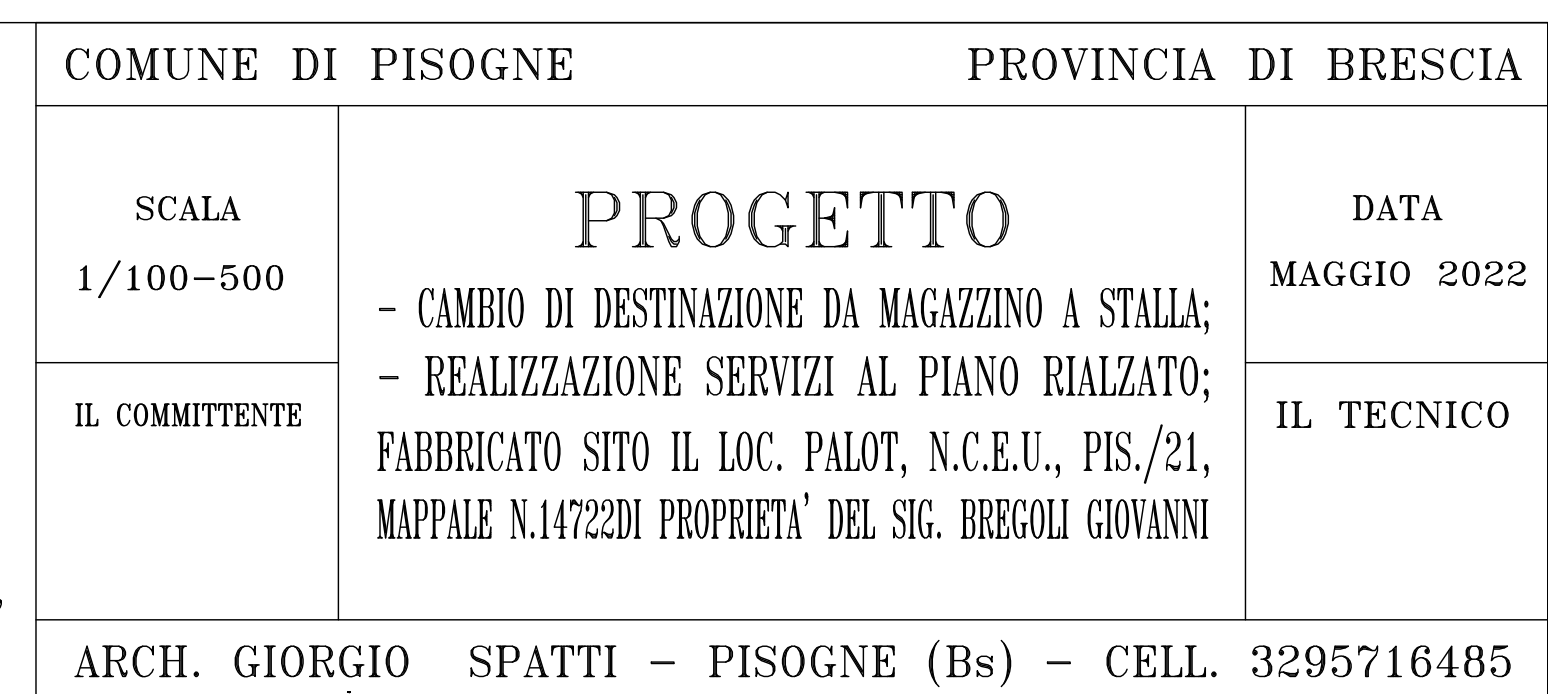 COMUNE DI PISOGNE PROVINCIA DI BRESCIA
SCALA
1/100-500
PROGETTO
- CAMBIO DI DESTINAZIONE DA MAGAZZINO A STALLA;
- REALIZZAZIONE SERVIZI AL PIANO RIALZATO;
FABBRICATO SITO IL LOC. PALOT, N.C.E.U., PIS./21,
MAPPALE N.14722DI PROPRIETA' DEL SIG. BREGOLI GIOVANNI
DATA
MAGGIO 2022
IL COMMITTENTE
IL TECNICO
ARCH. GIORGIO SPATTI - PISOGNE (Bs) - CELL. 3295716485